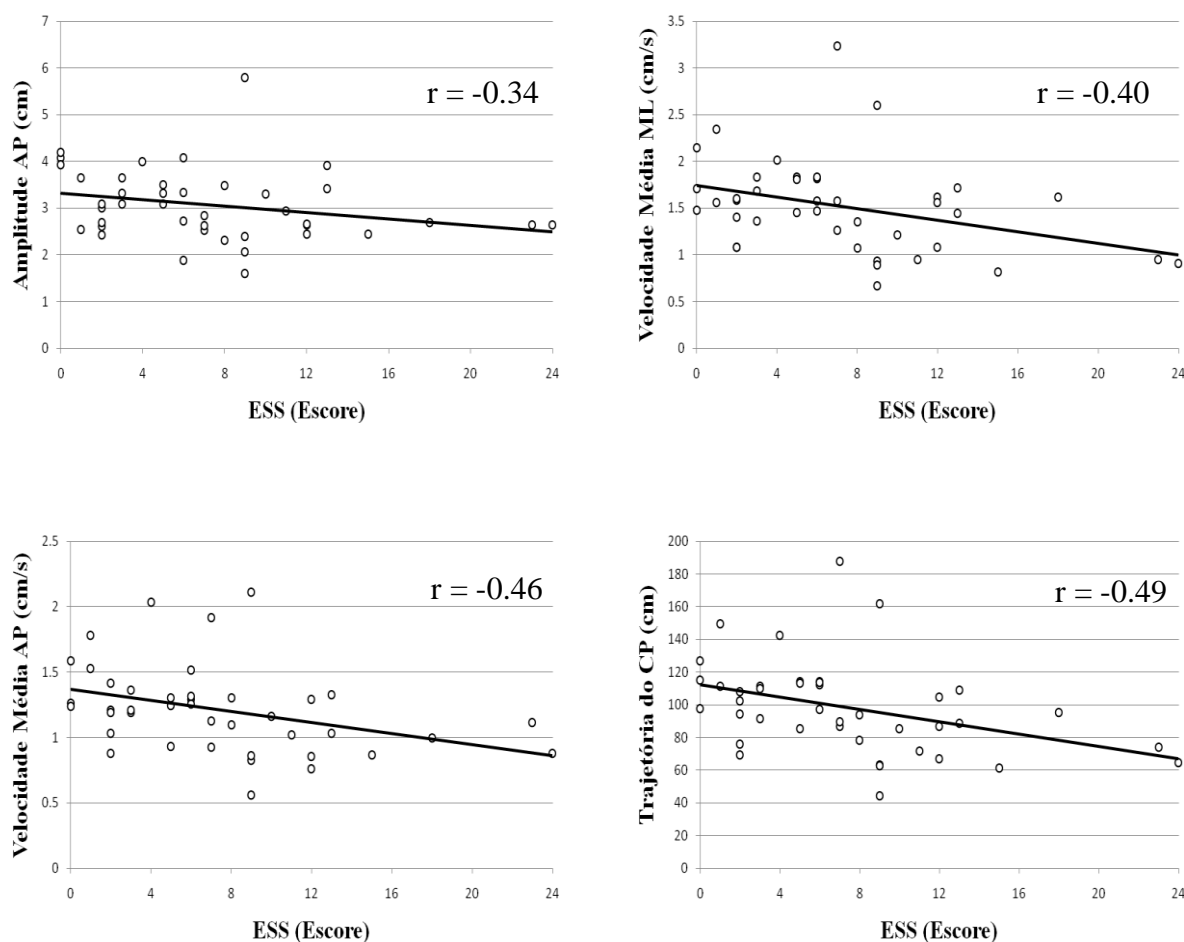 Amplitude AP (cm)
7
6
5
4
3
2
1
0
r = -0.34
0 4 8 12 16 20 24
ESS (Escore)
Velocidade Média ML (cm/s)
3.5
3
2.5
2
1.5
1
0.5
0
r = -0.40
0 4 8 12 16 20 24
ESS (Escore)
Velocidade Média AP (cm/s)
2.5
2
1.5
1
0.5
0
r = -0.46
0 4 8 12 16 20 24
ESS (Escore)
Trajetória do CP (cm)
200
180
160
140
120
100
80
60
40
20
0
r = -0.49
0 4 8 12 16 20 24
ESS (Escore)